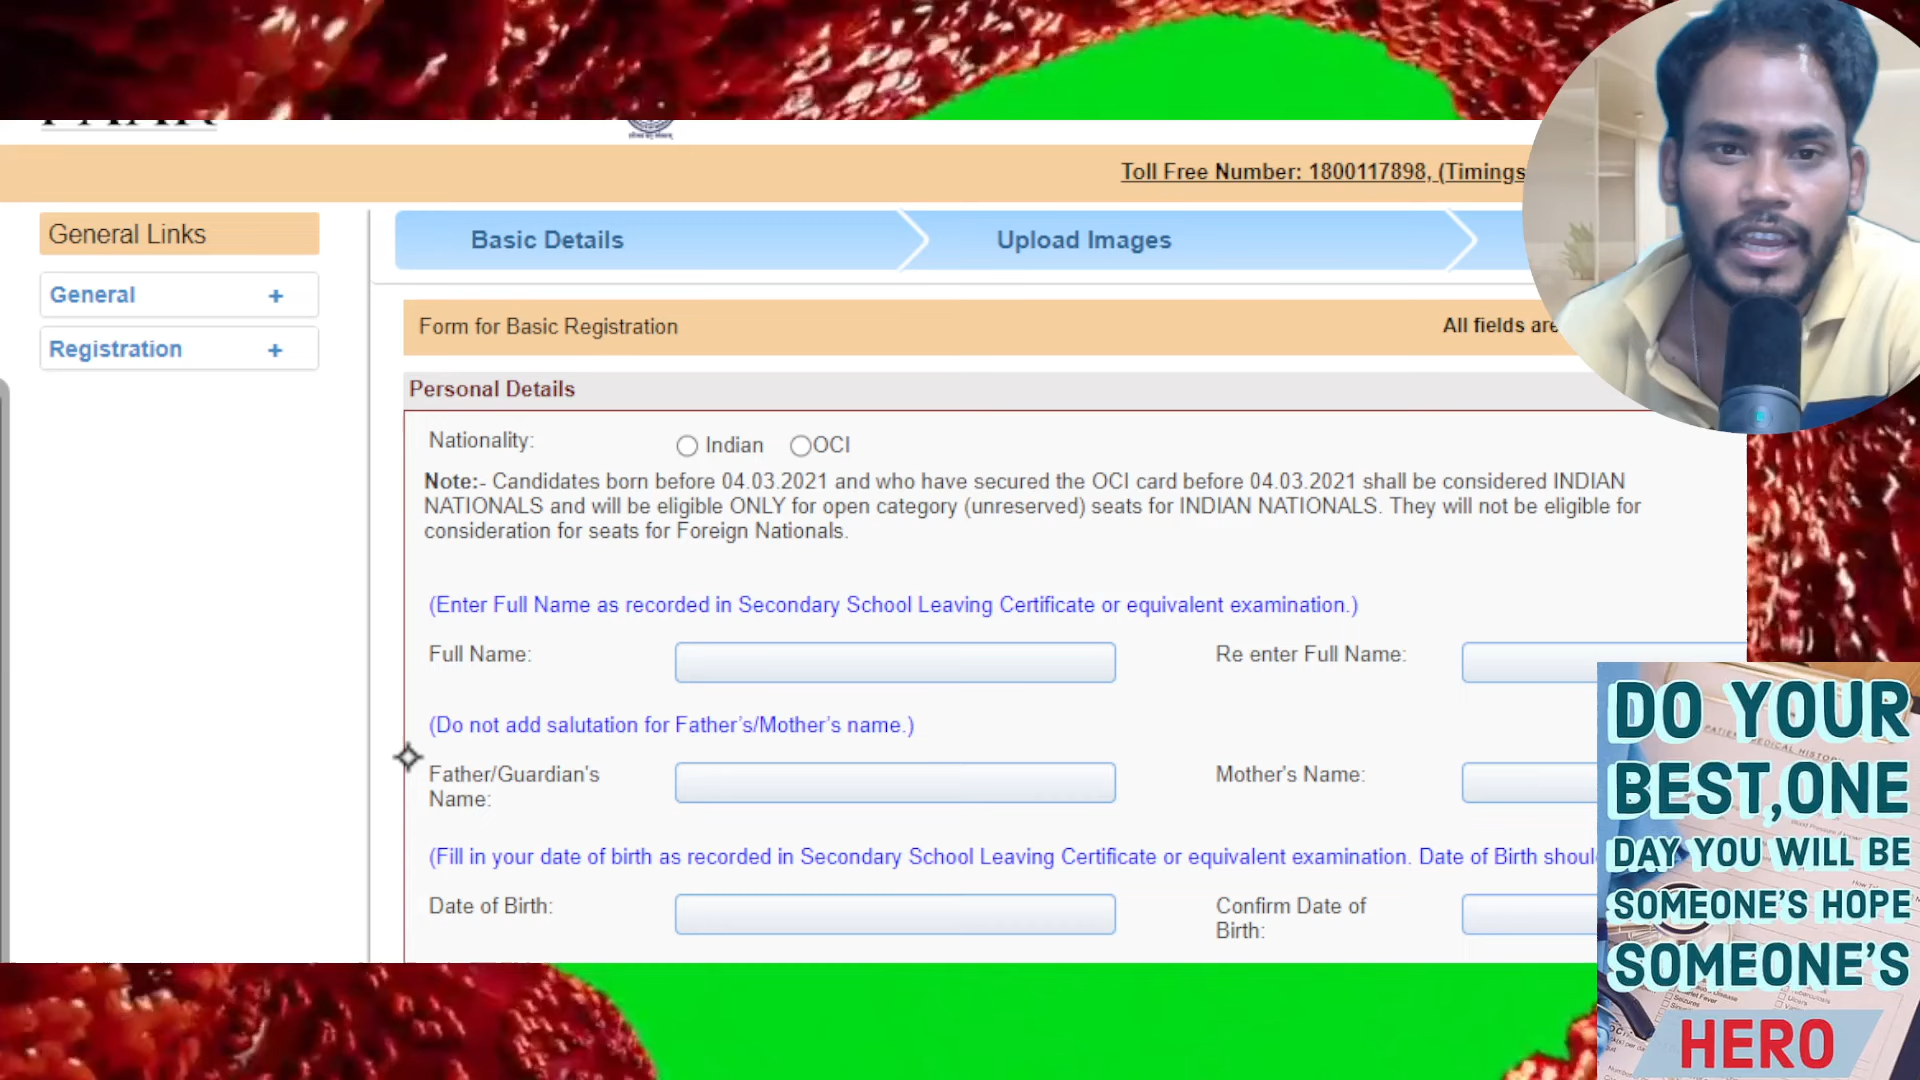 Toll Free Number: 1800117898, (Timings
General Links
Basic Details
Upload Images
General +
Registration +
Form for Basic Registration
All fields are
Personal Details
Nationality:
Indian
OCI
Note:- Candidates born before 04.03.2021 and who have secured the OCI card before 04.03.2021 shall be considered INDIAN
NATIONALS and will be eligible ONLY for open category (unreserved) seats for INDIAN NATIONALS. They will not be eligible for
consideration for seats for Foreign Nationals.
(Enter Full Name as recorded in Secondary School Leaving Certificate or equivalent examination.)
Full Name:
Re enter Full Name:
(Do not add salutation for Father's/Mother's name.)
Father/Guardian's
Name:
Mother's Name:
(Fill in your date of birth as recorded in Secondary School Leaving Certificate or equivalent examination. Date of Birth shoul
Date of Birth:
Confirm Date of
Birth:
DO YOUR
BEST,ONE
DAY YOU WILL BE
SOMEONE'S HOPE
SOMEONE'S
HERO